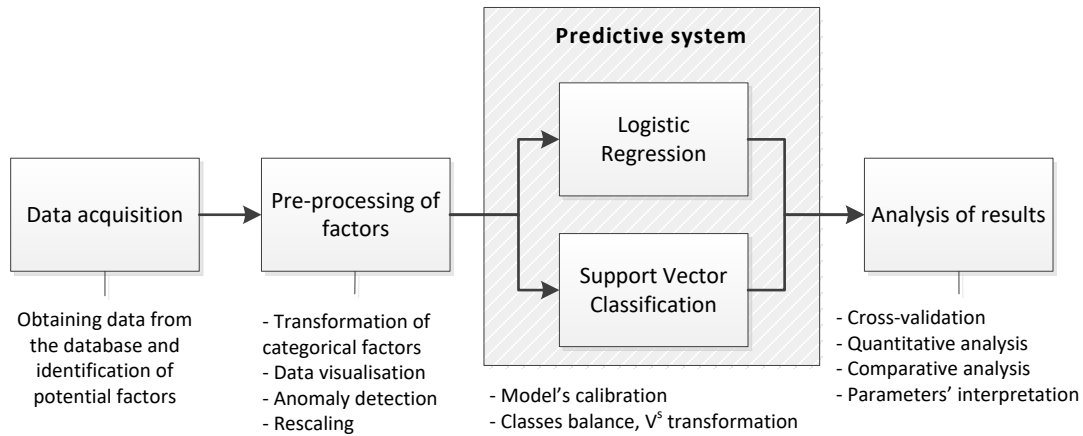 Predictive system
Logistic
Regression
Data acquisition
Pre-processing of
factors
Analysis of results
Support Vector
Classification
Obtaining data from
the database and
identification of
potential factors
- Transformation of
categorical factors
- Data visualisation
- Anomaly detection
- Rescaling
- Model's calibration
- Classes balance, Vˢ transformation
- Cross-validation
- Quantitative analysis
- Comparative analysis
- Parameters' interpretation